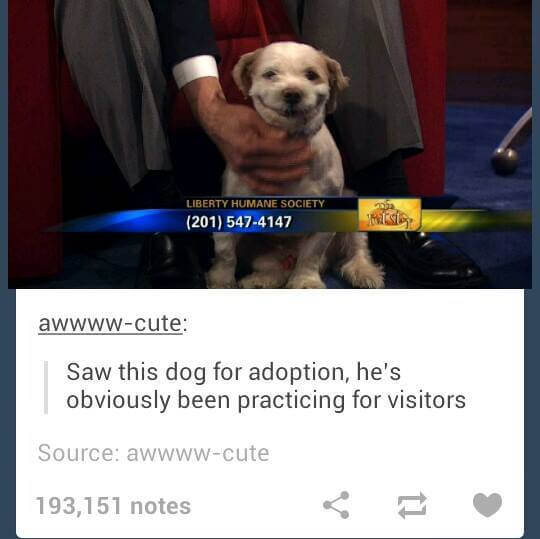 LIBERTY HUMANE SOCIETY
(201) 547-4147
awwww-cute:
Saw this dog for adoption, he's
obviously been practicing for visitors
Source: awwww-cute
193,151 notes